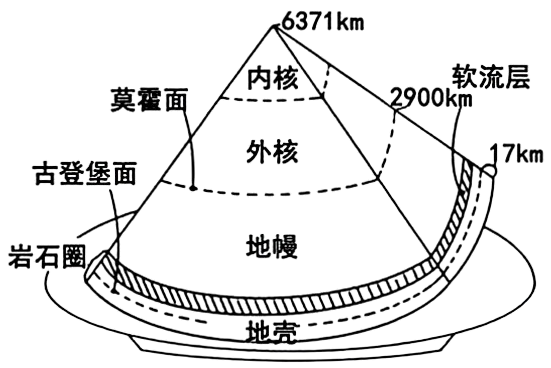 6371km
内核
软流层
莫霍面
2900km
外核
17km
古登堡面
岩石圈
地幔
地壳